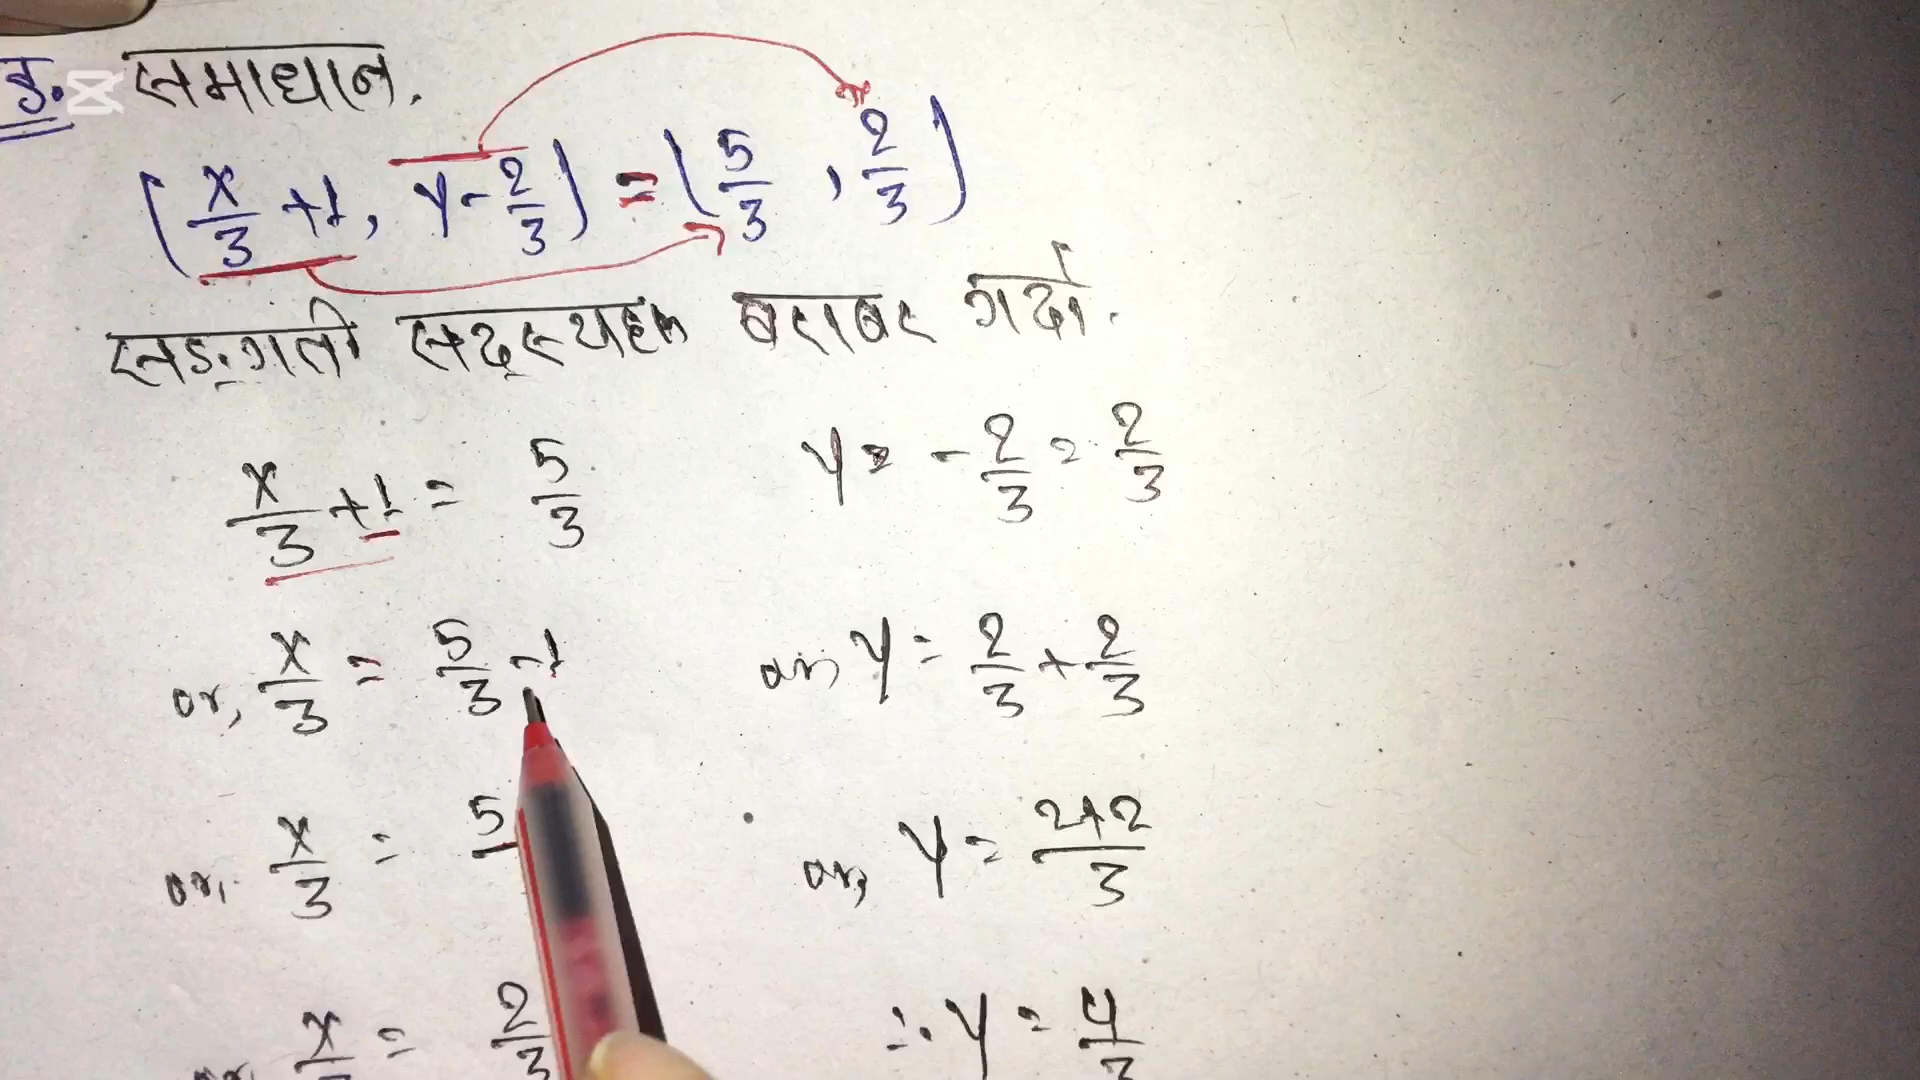 इ. समाधान.
(x/3 +1, y-2/3) = (5/3, 2/3)
सङ्गती सदस्यहरू बराबर गर्दा.
x/3 +1 = 5/3
or, x/3 = 5/3 -1
or, x/3 = 5
x = 2/3
y = -2/3 = 2/3
or, y = 2/3 + 2/3
or, y = 2+2/3
∴ y = 4/3